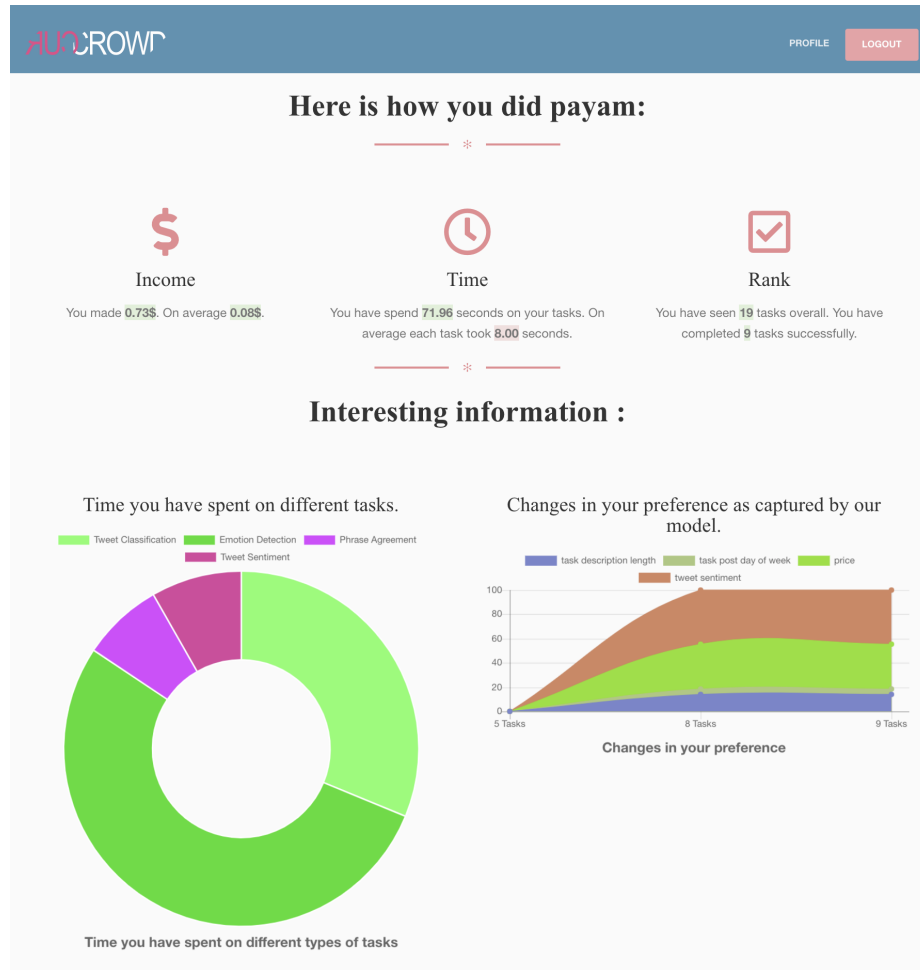 PROFILE
LOGOUT
Here is how you did payam:
Income
You made 0.73$. On average 0.08$.
Time
You have spend 71.96 seconds on your tasks. On
average each task took 8.00 seconds.
Rank
You have seen 19 tasks overall. You have
completed 9 tasks successfully.
Interesting information :
Time you have spent on different tasks.
Tweet Classification Emotion Detection Phrase Agreement
Tweet Sentiment
Time you have spent on different types of tasks
Changes in your preference as captured by our
model.
task description length task post day of week price
tweet sentiment
100
80
60
40
20
0
5 Tasks 8 Tasks 9 Tasks
Changes in your preference